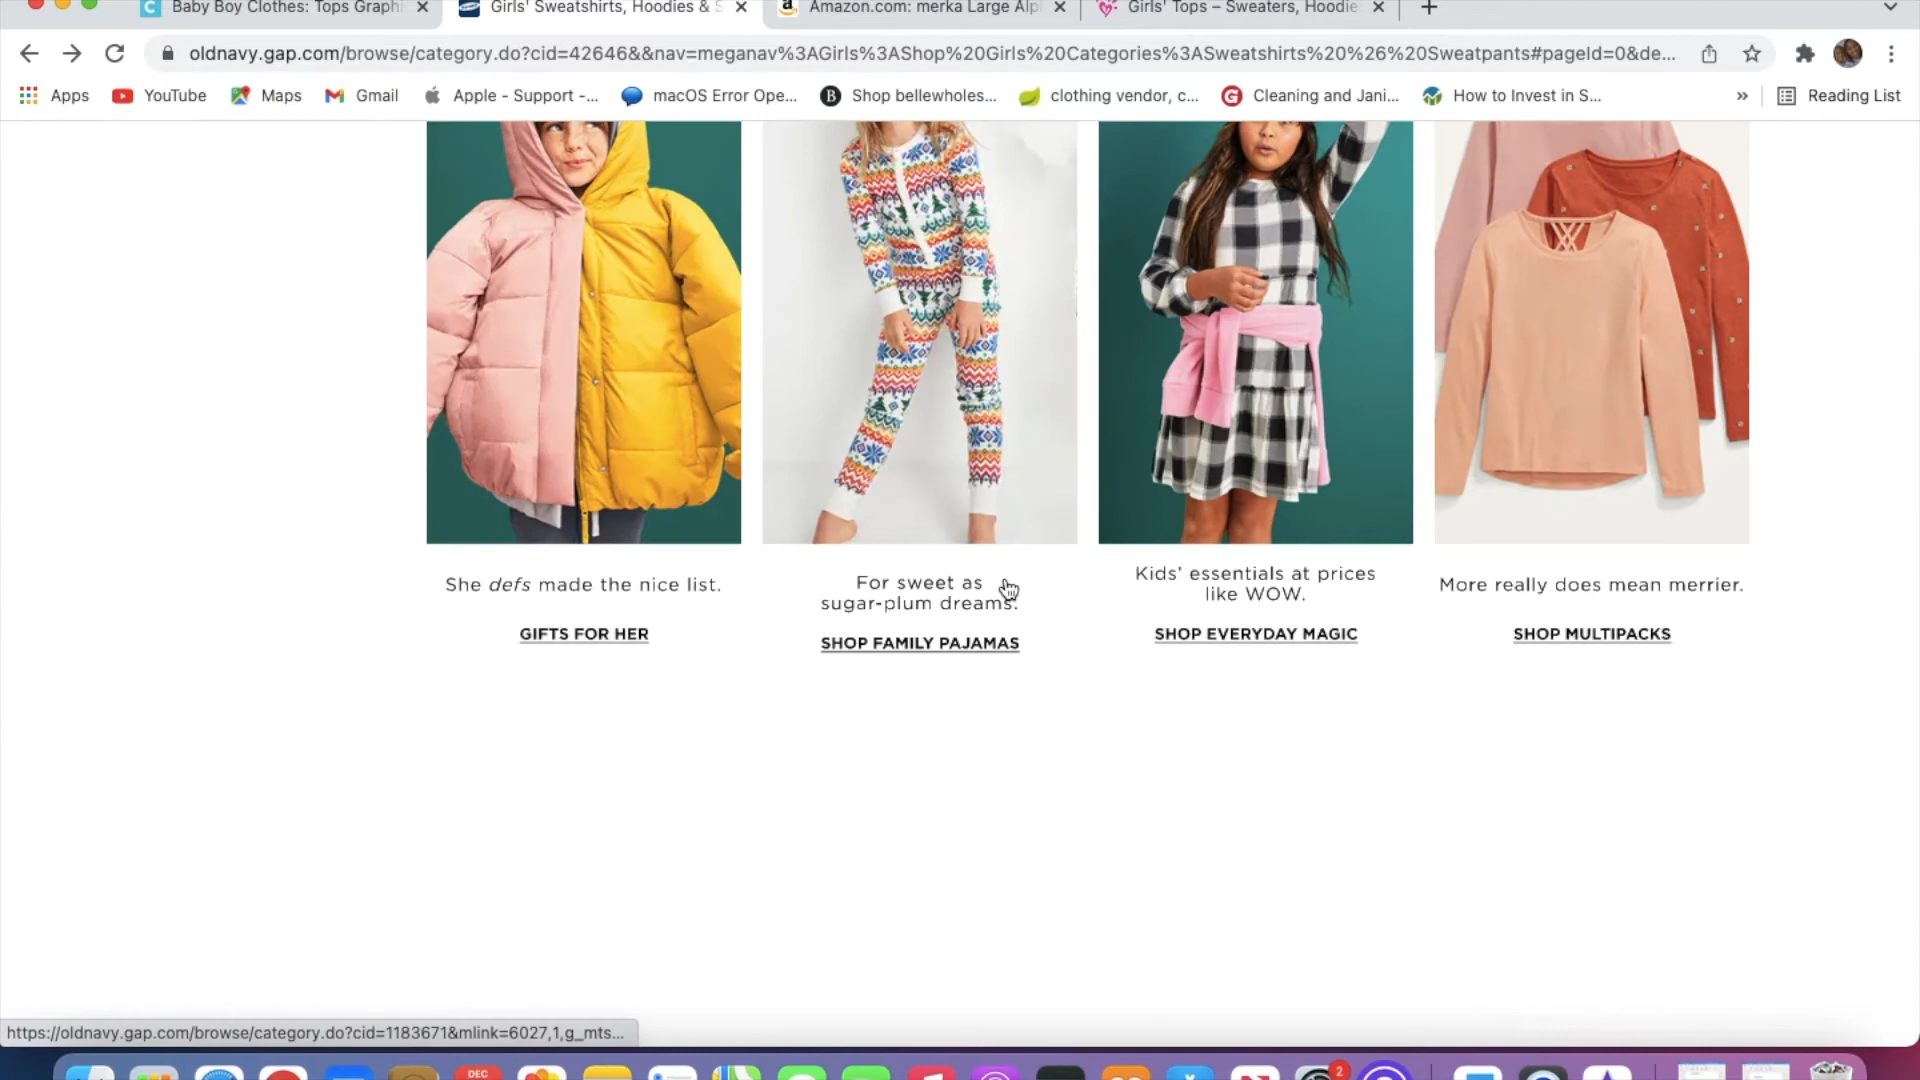 Baby Boy Clothes: Tops Graphi
Girls' Sweatshirts, Hoodies & S
Amazon.com: merka Large Alp
Girls' Tops – Sweaters, Hoodie
oldnavy.gap.com/browse/category.do?cid=42646&&nav=meganav%3AGirls%3AShop%20Girls%20Categories%3ASweatshirts%20%26%20Sweatpants#pageId=0&de...
Apps
YouTube
Maps
Gmail
Apple - Support -...
macOS Error Ope...
Shop bellewholes...
clothing vendor, c...
Cleaning and Jani...
How to Invest in S...
»
Reading List
She defs made the nice list.
GIFTS FOR HER
For sweet as
sugar-plum dreams.
SHOP FAMILY PAJAMAS
Kids' essentials at prices
like WOW.
SHOP EVERYDAY MAGIC
More really does mean merrier.
SHOP MULTIPACKS
https://oldnavy.gap.com/browse/category.do?cid=1183671&mlink=6027,1,g_mts...
DEC
2